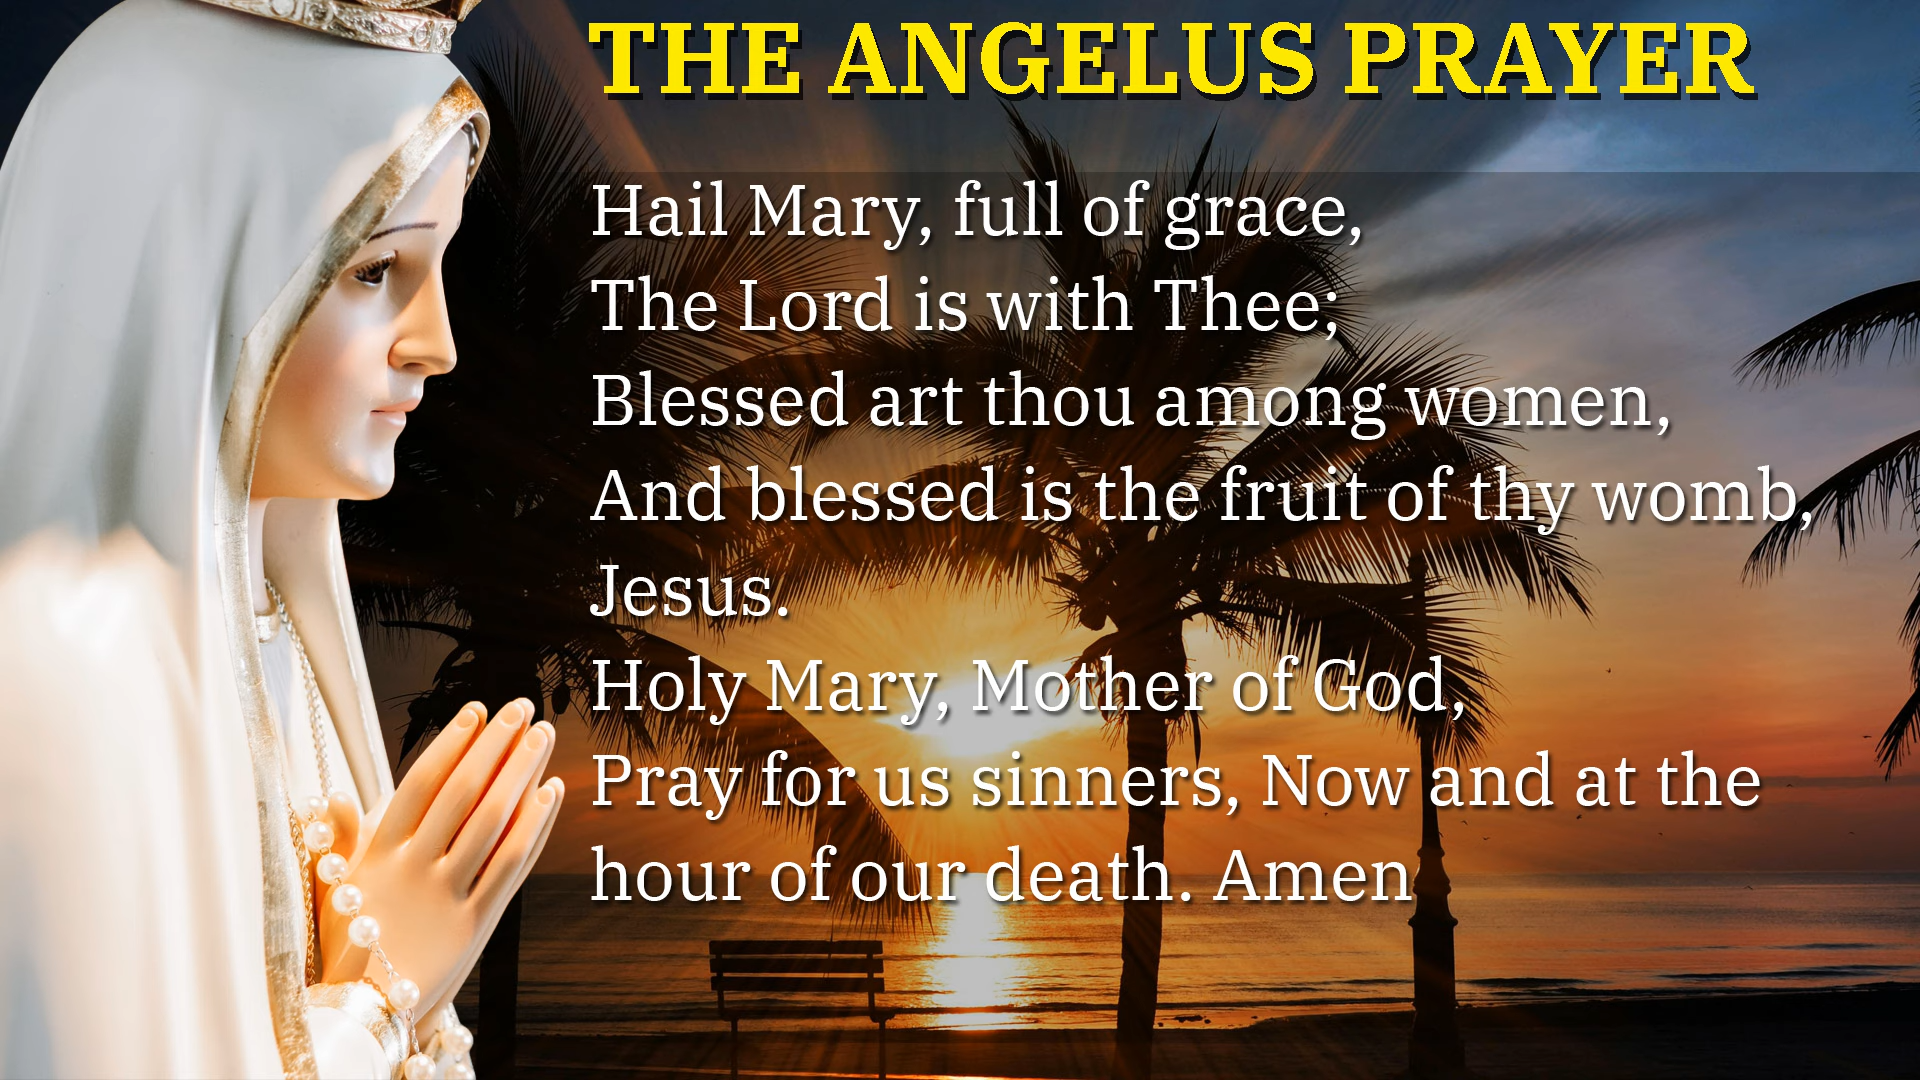 THE ANGELUS PRAYER
Hail Mary, full of grace,
The Lord is with Thee;
Blessed art thou among women,
And blessed is the fruit of thy womb,
Jesus.
Holy Mary, Mother of God,
Pray for us sinners, Now and at the
hour of our death. Amen